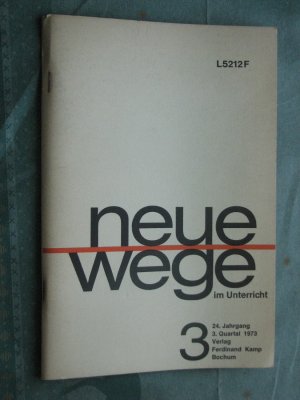 L5212F
neue
wege
im Unterricht
3
24. Jahrgang
3. Quartal 1973
Verlag
Ferdinand Kamp
Bochum